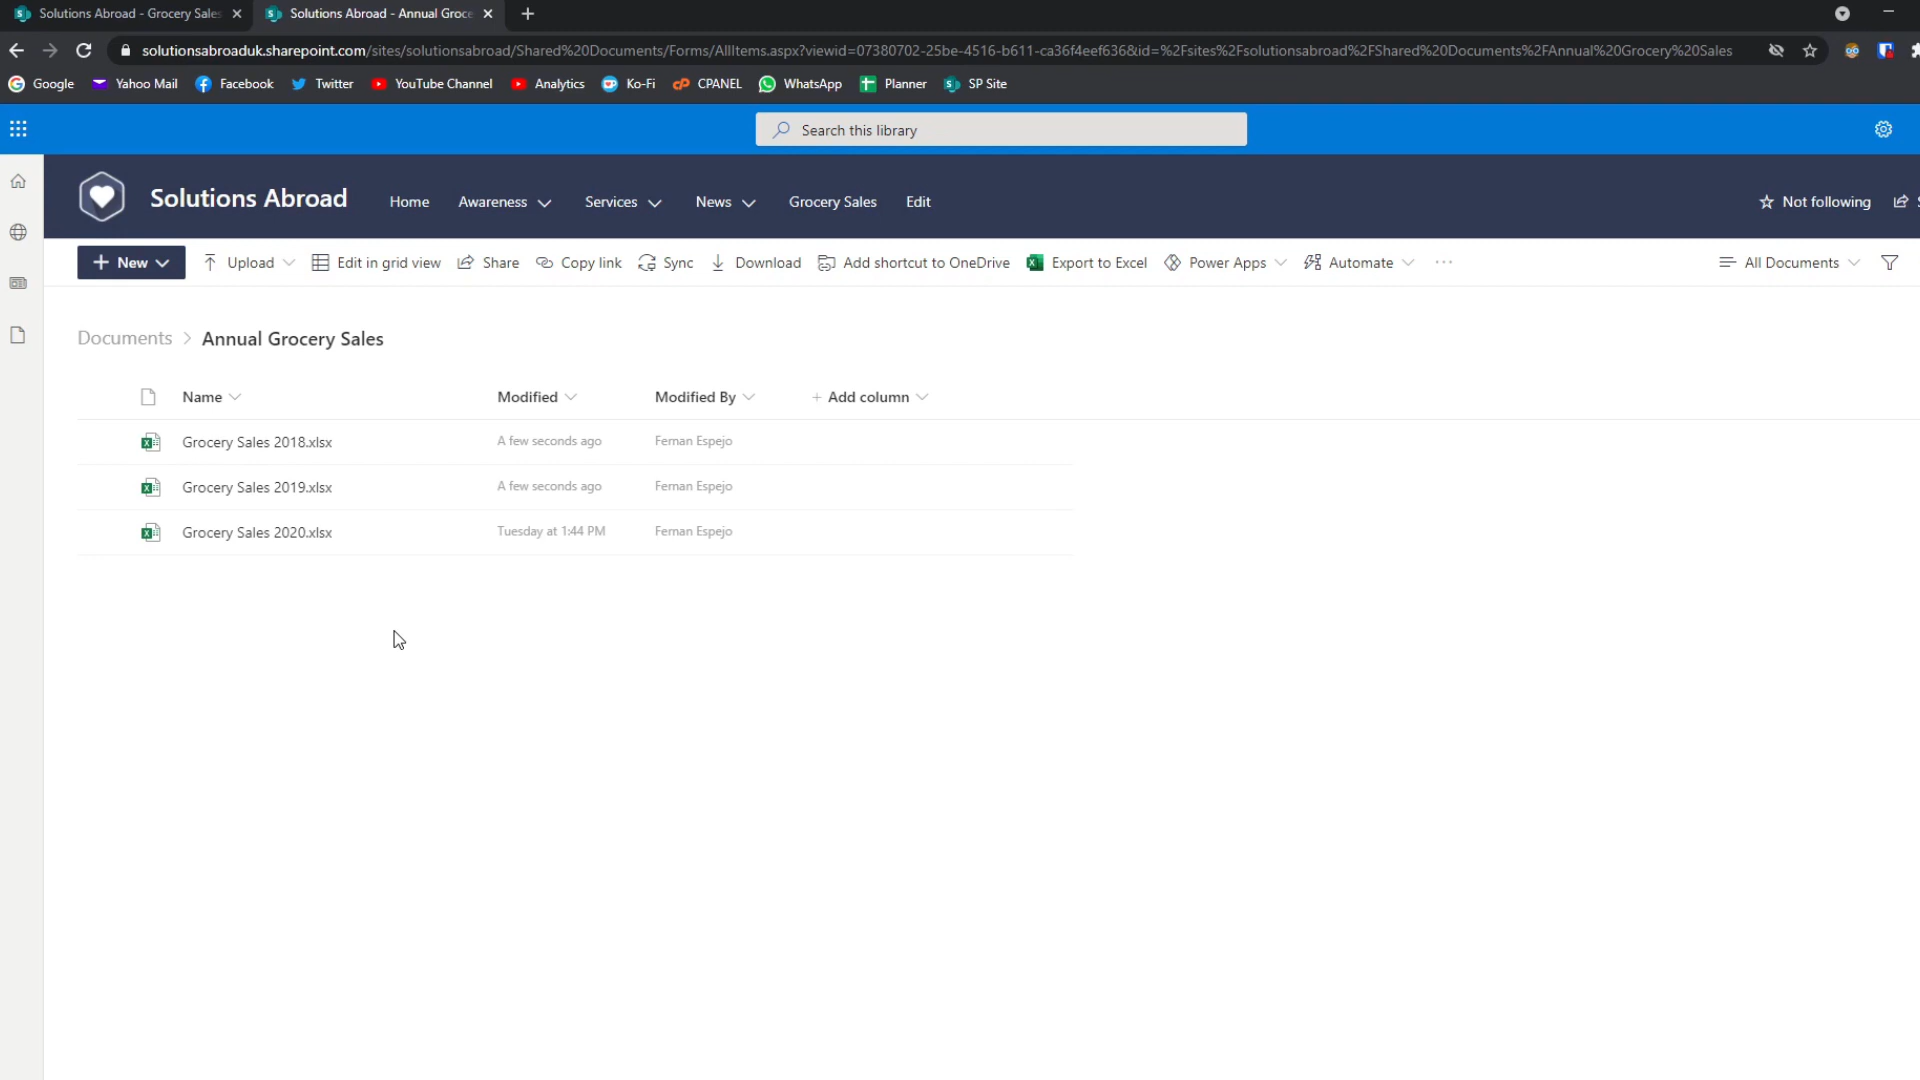 Solutions Abroad - Grocery Sales
Solutions Abroad - Annual Groce
solutionsabroaduk.sharepoint.com/sites/solutionsabroad/Shared%20Documents/Forms/AllItems.aspx?viewid=07380702-25be-4516-b611-ca36f4eef636&id=%2Fsites%2Fsolutionsabroad%2FShared%20Documents%2FAnnual%20Grocery%20Sales
Google Yahoo Mail Facebook Twitter YouTube Channel Analytics Ko-Fi CPANEL WhatsApp Planner SP Site
Search this library
Solutions Abroad Home Awareness Services News Grocery Sales Edit Not following S
New Upload Edit in grid view Share Copy link Sync Download Add shortcut to OneDrive Export to Excel Power Apps Automate ··· All Documents
Documents > Annual Grocery Sales
Name Modified Modified By + Add column
Grocery Sales 2018.xlsx A few seconds ago Fernan Espejo
Grocery Sales 2019.xlsx A few seconds ago Fernan Espejo
Grocery Sales 2020.xlsx Tuesday at 1:44 PM Fernan Espejo